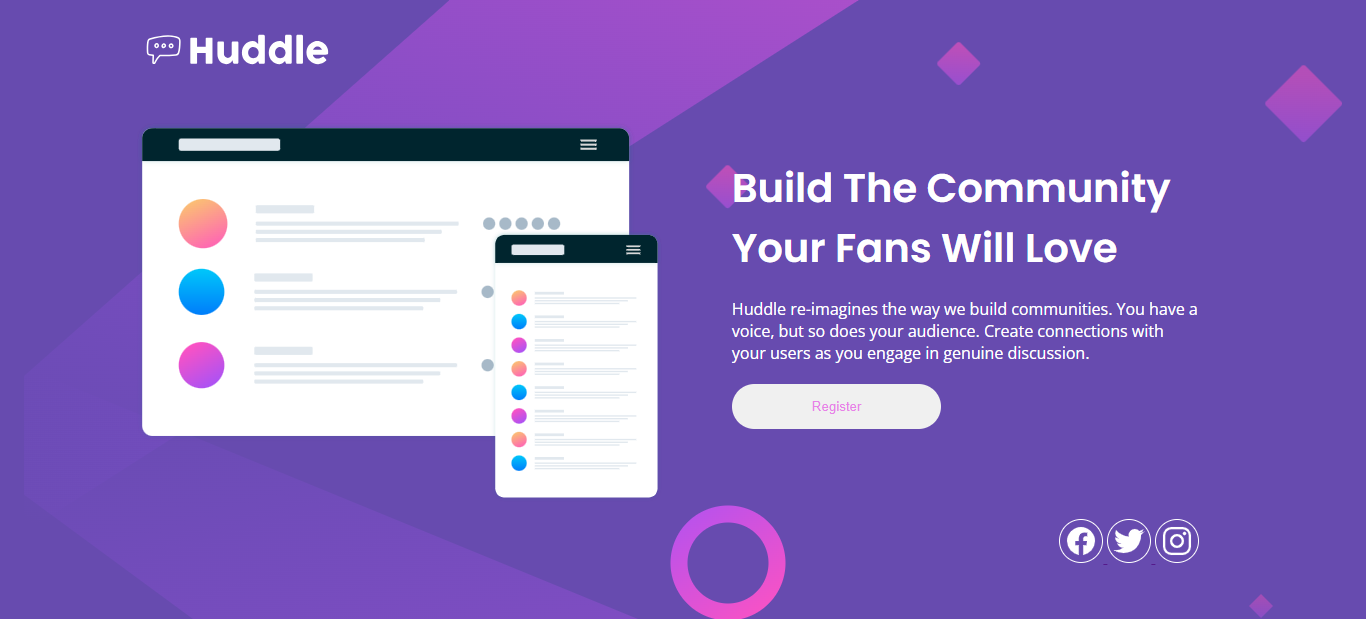 Huddle
Build The Community
Your Fans Will Love
Huddle re-imagines the way we build communities. You have a
voice, but so does your audience. Create connections with
your users as you engage in genuine discussion.
Register